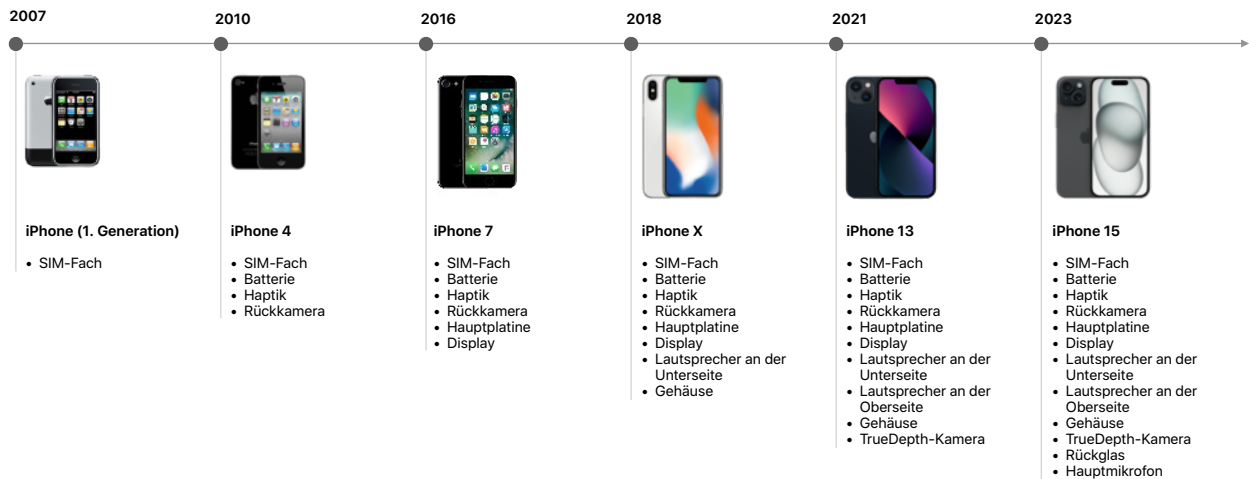 2007
2010
2016
2018
2021
2023
iPhone (1. Generation)
• SIM-Fach
iPhone 4
• SIM-Fach
• Batterie
• Haptik
• Rückkamera
iPhone 7
• SIM-Fach
• Batterie
• Haptik
• Rückkamera
• Hauptplatine
• Display
iPhone X
• SIM-Fach
• Batterie
• Haptik
• Rückkamera
• Hauptplatine
• Display
• Lautsprecher an der
Unterseite
• Gehäuse
iPhone 13
• SIM-Fach
• Batterie
• Haptik
• Rückkamera
• Hauptplatine
• Display
• Lautsprecher an der
Unterseite
• Lautsprecher an der
Oberseite
• Gehäuse
• TrueDepth-Kamera
iPhone 15
• SIM-Fach
• Batterie
• Haptik
• Rückkamera
• Hauptplatine
• Display
• Lautsprecher an der
Unterseite
• Lautsprecher an der
Oberseite
• Gehäuse
• TrueDepth-Kamera
• Rückglas
• Hauptmikrofon